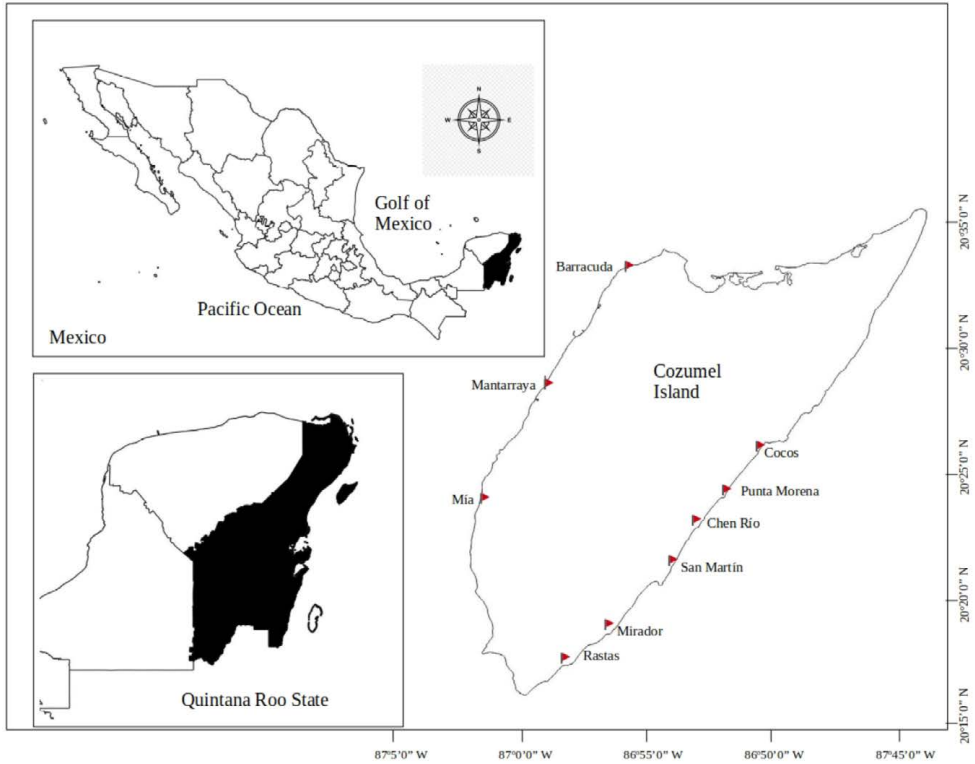 N
W
E
S
Golf of
Mexico
Pacific Ocean
Mexico
Quintana Roo State
Barracuda
Mantarraya
Mía
Cozumel
Island
Cocos
Punta Morena
Chen Río
San Martín
Mirador
Rastas
20°35'0" N
20°30'0" N
20°25'0" N
20°20'0" N
20°15'0" N
87°5'0" W
87°0'0" W
86°55'0" W
86°50'0" W
87°45'0" W